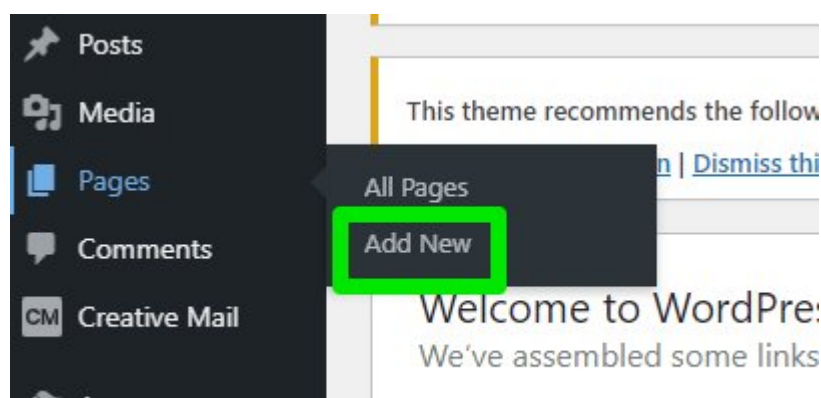 Posts
Media
Pages
Comments
CM Creative Mail
This theme recommends the follow
n | Dismiss thi
All Pages
Add New
Welcome to WordPres
We've assembled some links